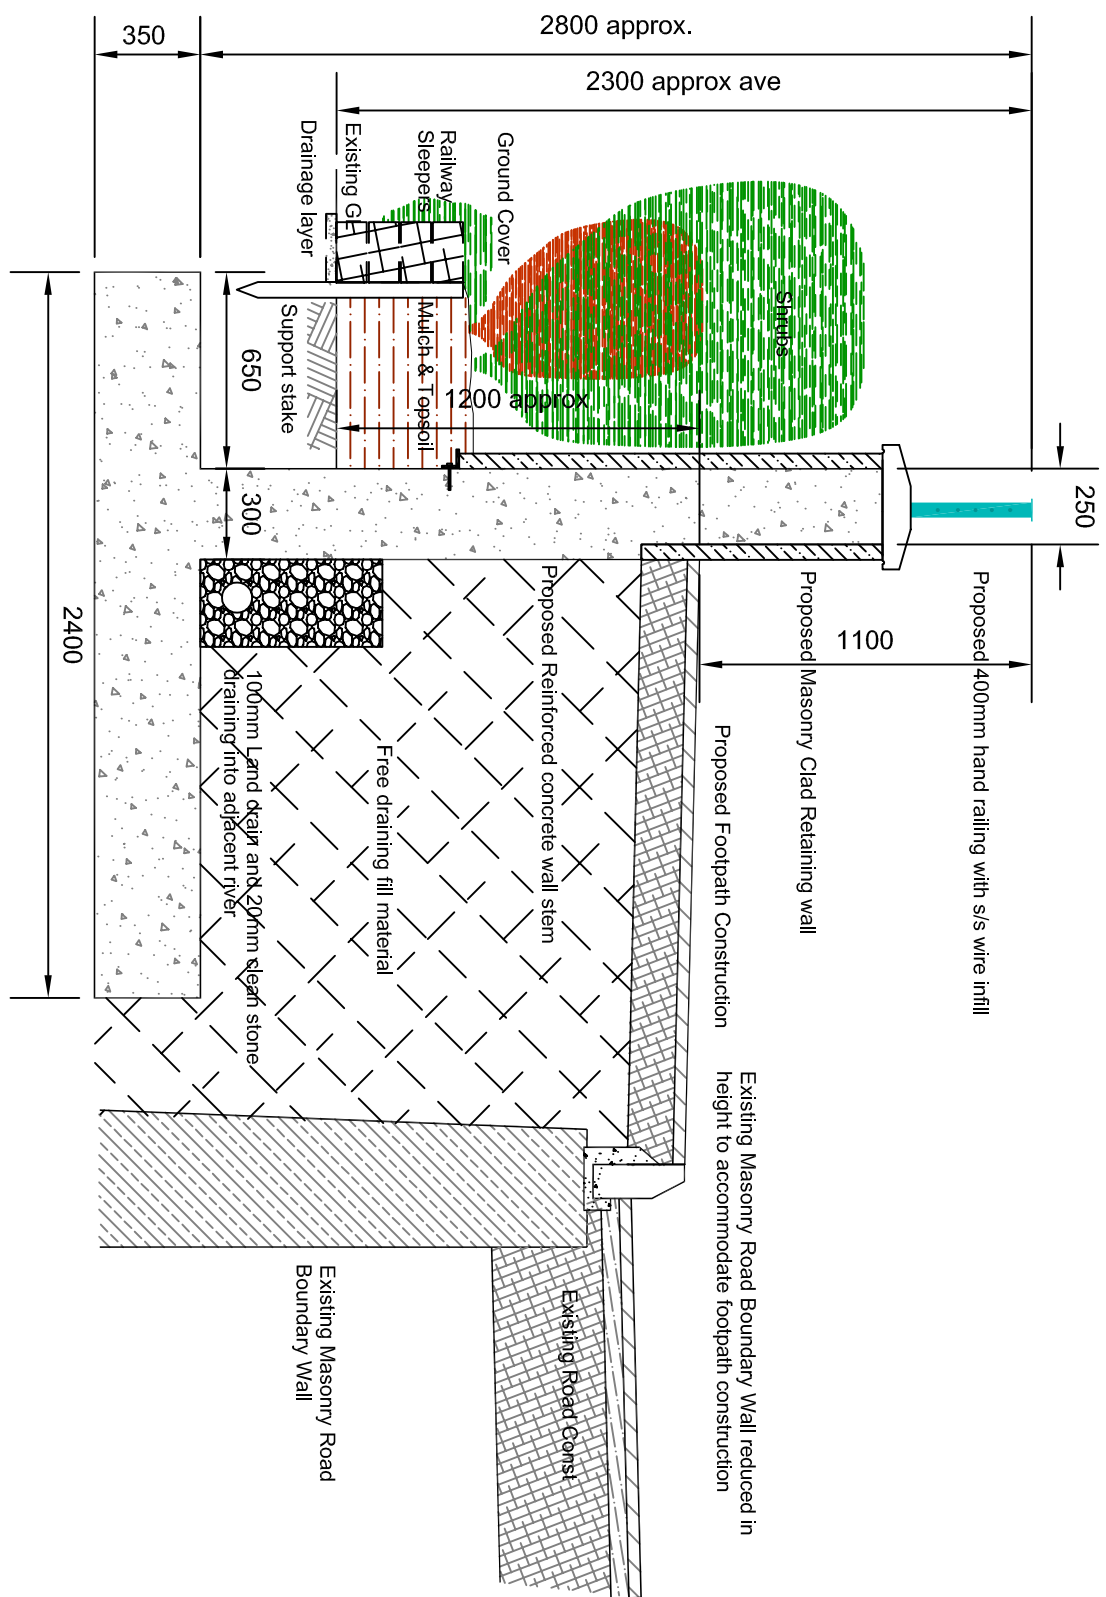 350
2800 approx.
2300 approx ave
Drainage layer
Existing GL
Railway
Sleepers
Ground Cover
Shrubs
Support stake
Mulch & Topsoil
1200 approx
650
300
250
2400
1100
Proposed 400mm hand railing with s/s wire infill
Proposed Masonry Clad Retaining wall
Proposed Footpath Construction
Proposed Reinforced concrete wall stem
Free draining fill material
100mm Land drain and 20mm clean stone
draining into adjacent river
Existing Masonry Road Boundary Wall reduced in
height to accommodate footpath construction
Existing Road Const
Existing Masonry Road
Boundary Wall